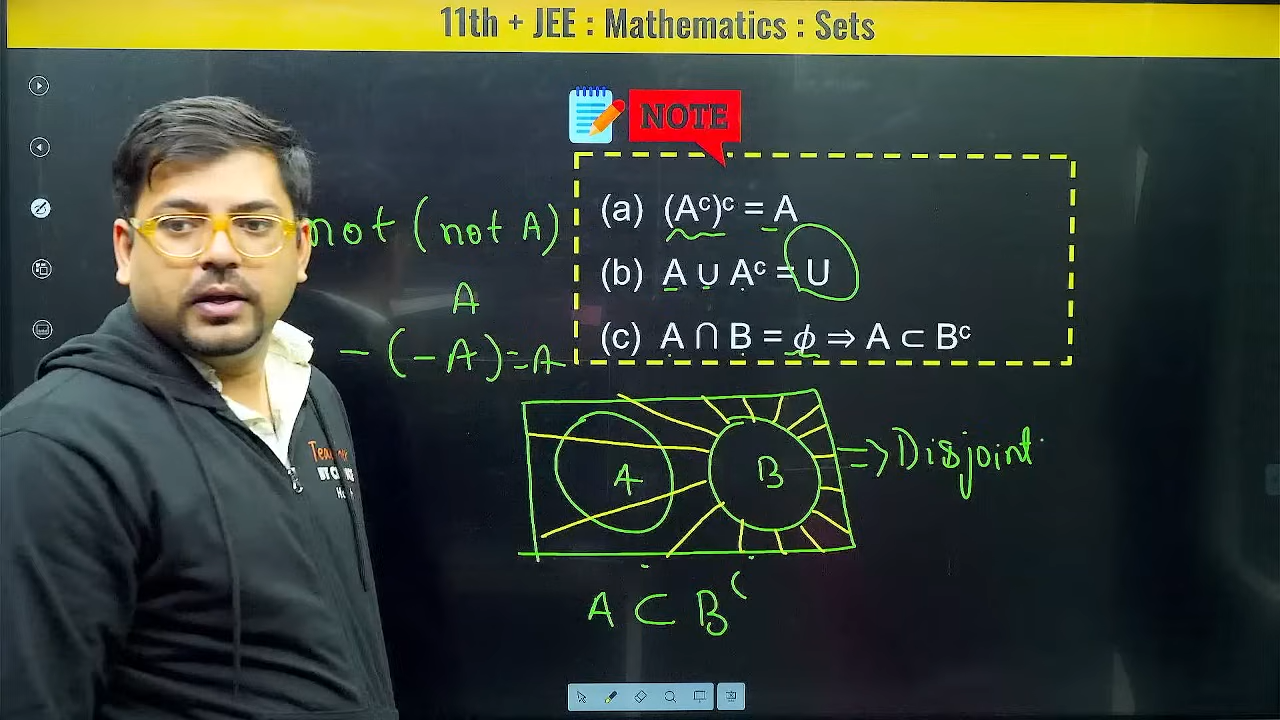 11th + JEE : Mathematics : Sets
NOTE
(a) (Aᶜ)ᶜ = A
(b) A ∪ Aᶜ = U
(c) A ∩ B = ϕ ⇒ A ⊂ Bᶜ
not (not A)
A
-(-A)=A
A
B
=> Disjoint
A ⊂ Bᶜ